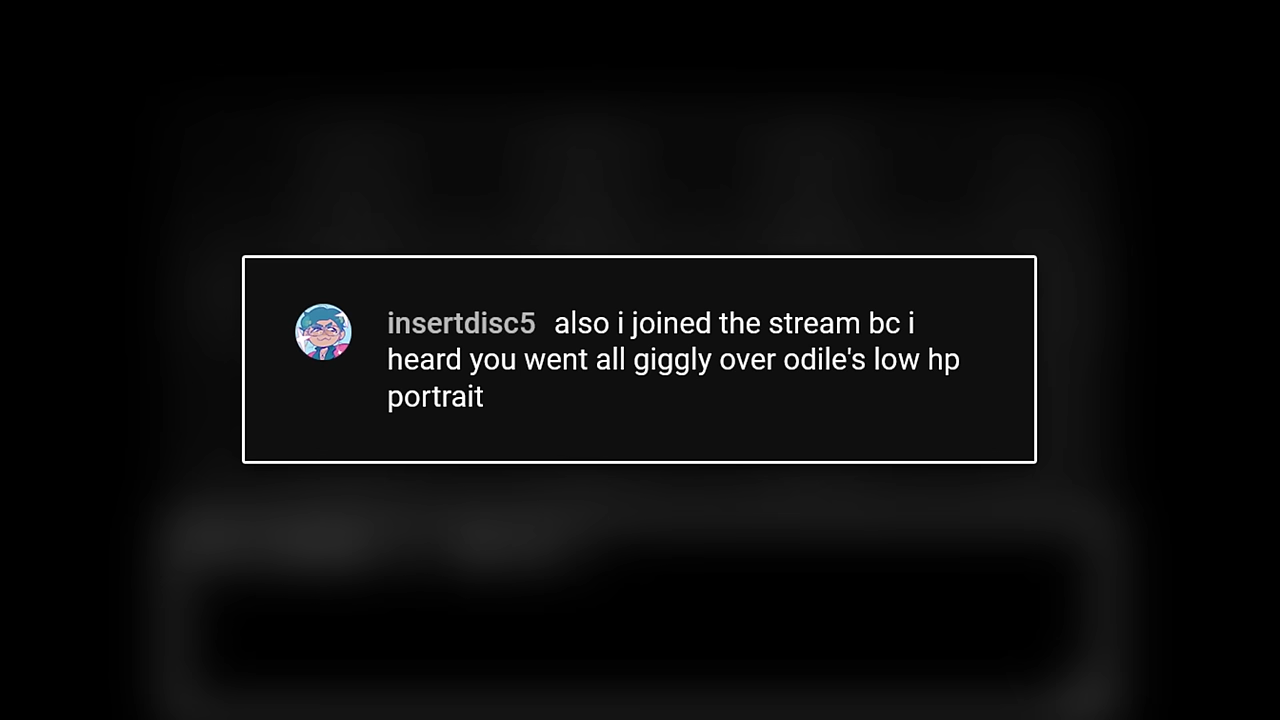 insertdisc5 also i joined the stream bc i
heard you went all giggly over odile's low hp
portrait